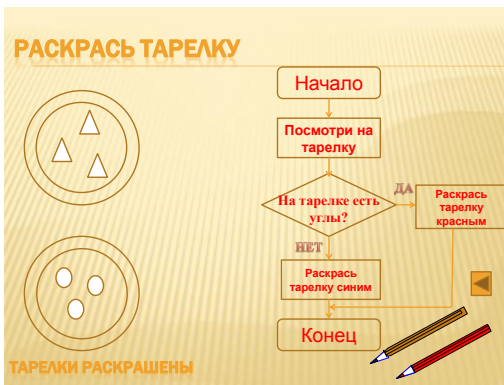 РАСКРАСЬ ТАРЕЛКУ
Начало
Посмотри на
тарелку
На тарелке есть
углы?
ДА
Раскрась
тарелку
красным
НЕТ
Раскрась
тарелку синим
Конец
ТАРЕЛКИ РАСКРАШЕНЫ